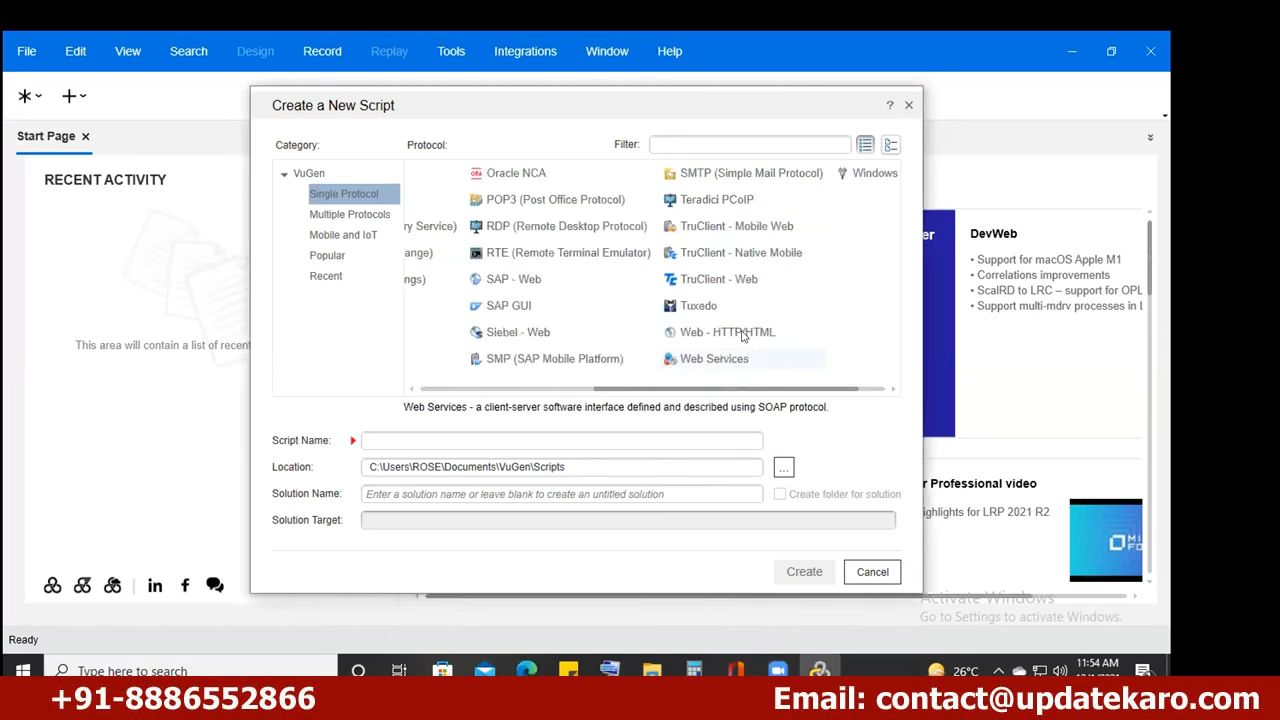 File Edit View Search Design Record Replay Tools Integrations Window Help
Start Page
RECENT ACTIVITY
This area will contain a list of recent
Create a New Script
Category:
Protocol:
Filter:
VuGen
Single Protocol
Multiple Protocols
Mobile and IoT
Popular
Recent
ry Service)
ange)
ngs)
Oracle NCA
POP3 (Post Office Protocol)
RDP (Remote Desktop Protocol)
RTE (Remote Terminal Emulator)
SAP - Web
SAP GUI
Siebel - Web
SMP (SAP Mobile Platform)
SMTP (Simple Mail Protocol)
Teradici PCoIP
TruClient - Mobile Web
TruClient - Native Mobile
TruClient - Web
Tuxedo
Web - HTTP/HTML
Web Services
Windows
Web Services - a client-server software interface defined and described using SOAP protocol.
Script Name:
Location: C:\Users\ROSE\Documents\VuGen\Scripts ...
Solution Name: Enter a solution name or leave blank to create an untitled solution Create folder for solution
Solution Target:
Create Cancel
er
DevWeb
• Support for macOS Apple M1
• Correlations improvements
• ScalRD to LRC – support for OPL
• Support multi-mdrv processes in L
r Professional video
ighlights for LRP 2021 R2
Activate Windows
Go to Settings to activate Windows.
Ready
Type here to search
26°C
11:54 AM
+91-8886552866
Email: contact@updatekaro.com